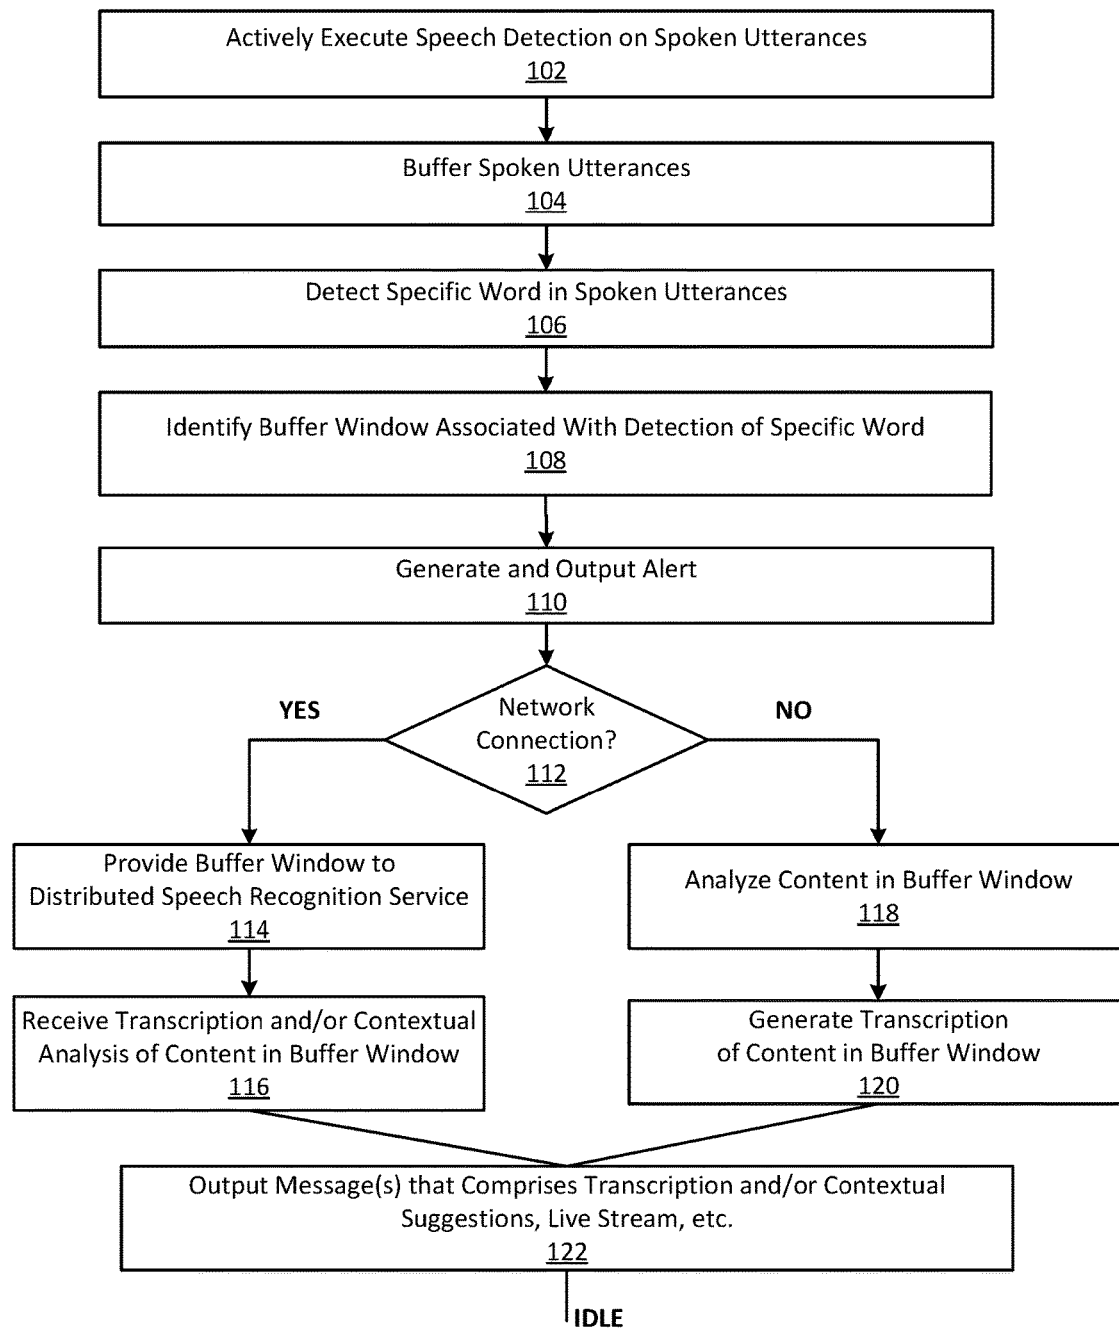 Actively Execute Speech Detection on Spoken Utterances
102
Buffer Spoken Utterances
104
Detect Specific Word in Spoken Utterances
106
Identify Buffer Window Associated With Detection of Specific Word
108
Generate and Output Alert
110
Network
Connection?
112
YES
NO
Provide Buffer Window to
Distributed Speech Recognition Service
114
Receive Transcription and/or Contextual
Analysis of Content in Buffer Window
116
Analyze Content in Buffer Window
118
Generate Transcription
of Content in Buffer Window
120
Output Message(s) that Comprises Transcription and/or Contextual
Suggestions, Live Stream, etc.
122
IDLE